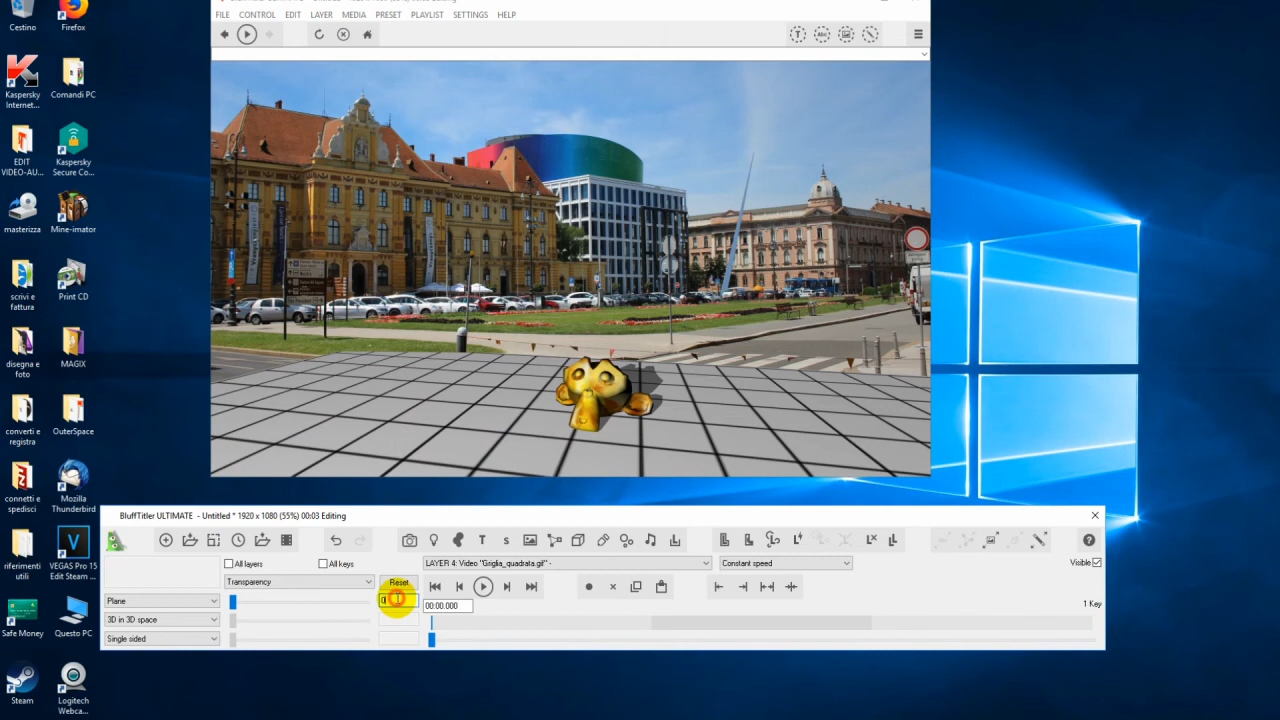 Cestino
Firefox
FILE CONTROL EDIT LAYER MEDIA PRESET PLAYLIST SETTINGS HELP
T
Abc
Kaspersky
Internet...
Comandi PC
EDIT
VIDEO-AU...
Kaspersky
Secure Co...
masterizza
Mine-imator
scrivi e
fattura
Print CD
disegna e
foto
MAGIX
converti e
registra
OuterSpace
connetti e
spedisci
Mozilla
Thunderbird
riferimenti
utili
VEGAS Pro 15
Edit Steam ...
Safe Money
Questo PC
Steam
Logitech
Webca...
BluffTitler ULTIMATE - Untitled * 1920 x 1080 (55%) 00:03 Editing
T
S
All layers
All keys
LAYER 4: Video "Griglia_quadrata.gif" -
Constant speed
Visible
Transparency
Reset
Plane
0
00:00.000
1 Key
3D in 3D space
Single sided